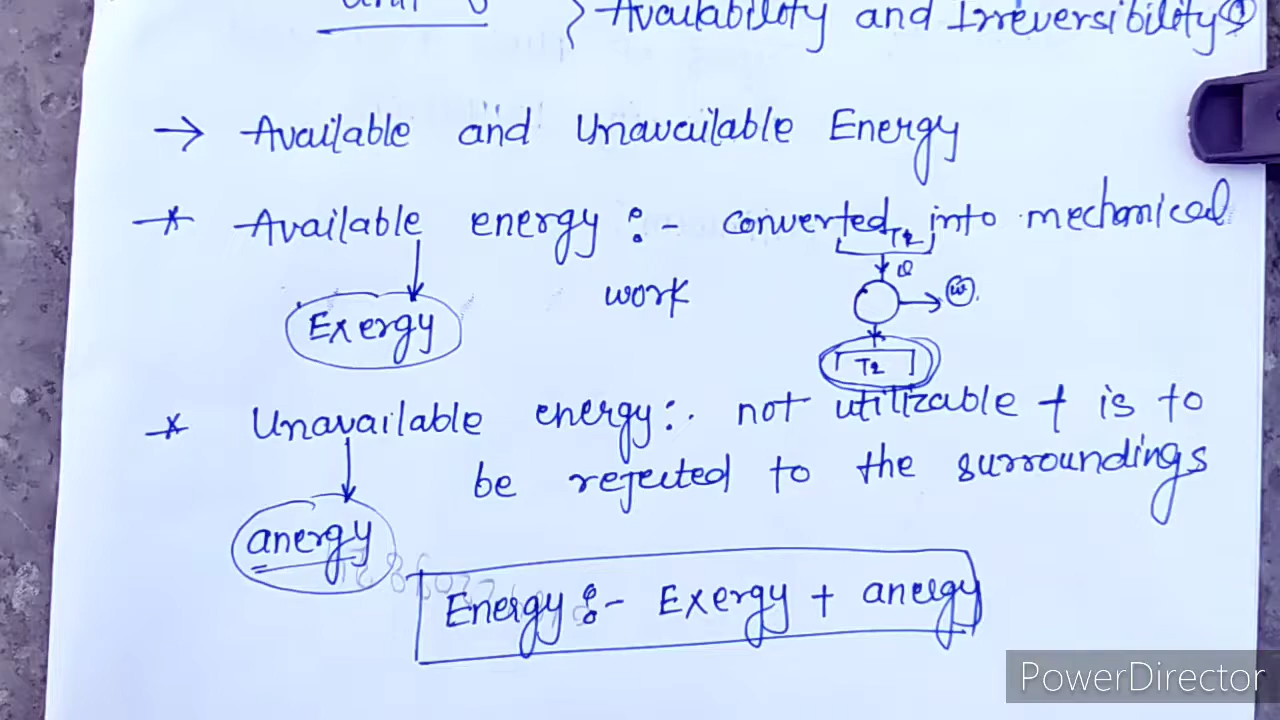 Availability and Irreversibility
→ Available and Unavailable Energy
* Available energy :- converted into mechanical
work
T2
Q
W
T2
Exergy
* Unavailable energy :- not utilizable + is to
be rejected to the surroundings
anergy
Energy :- Exergy + anergy
PowerDirector